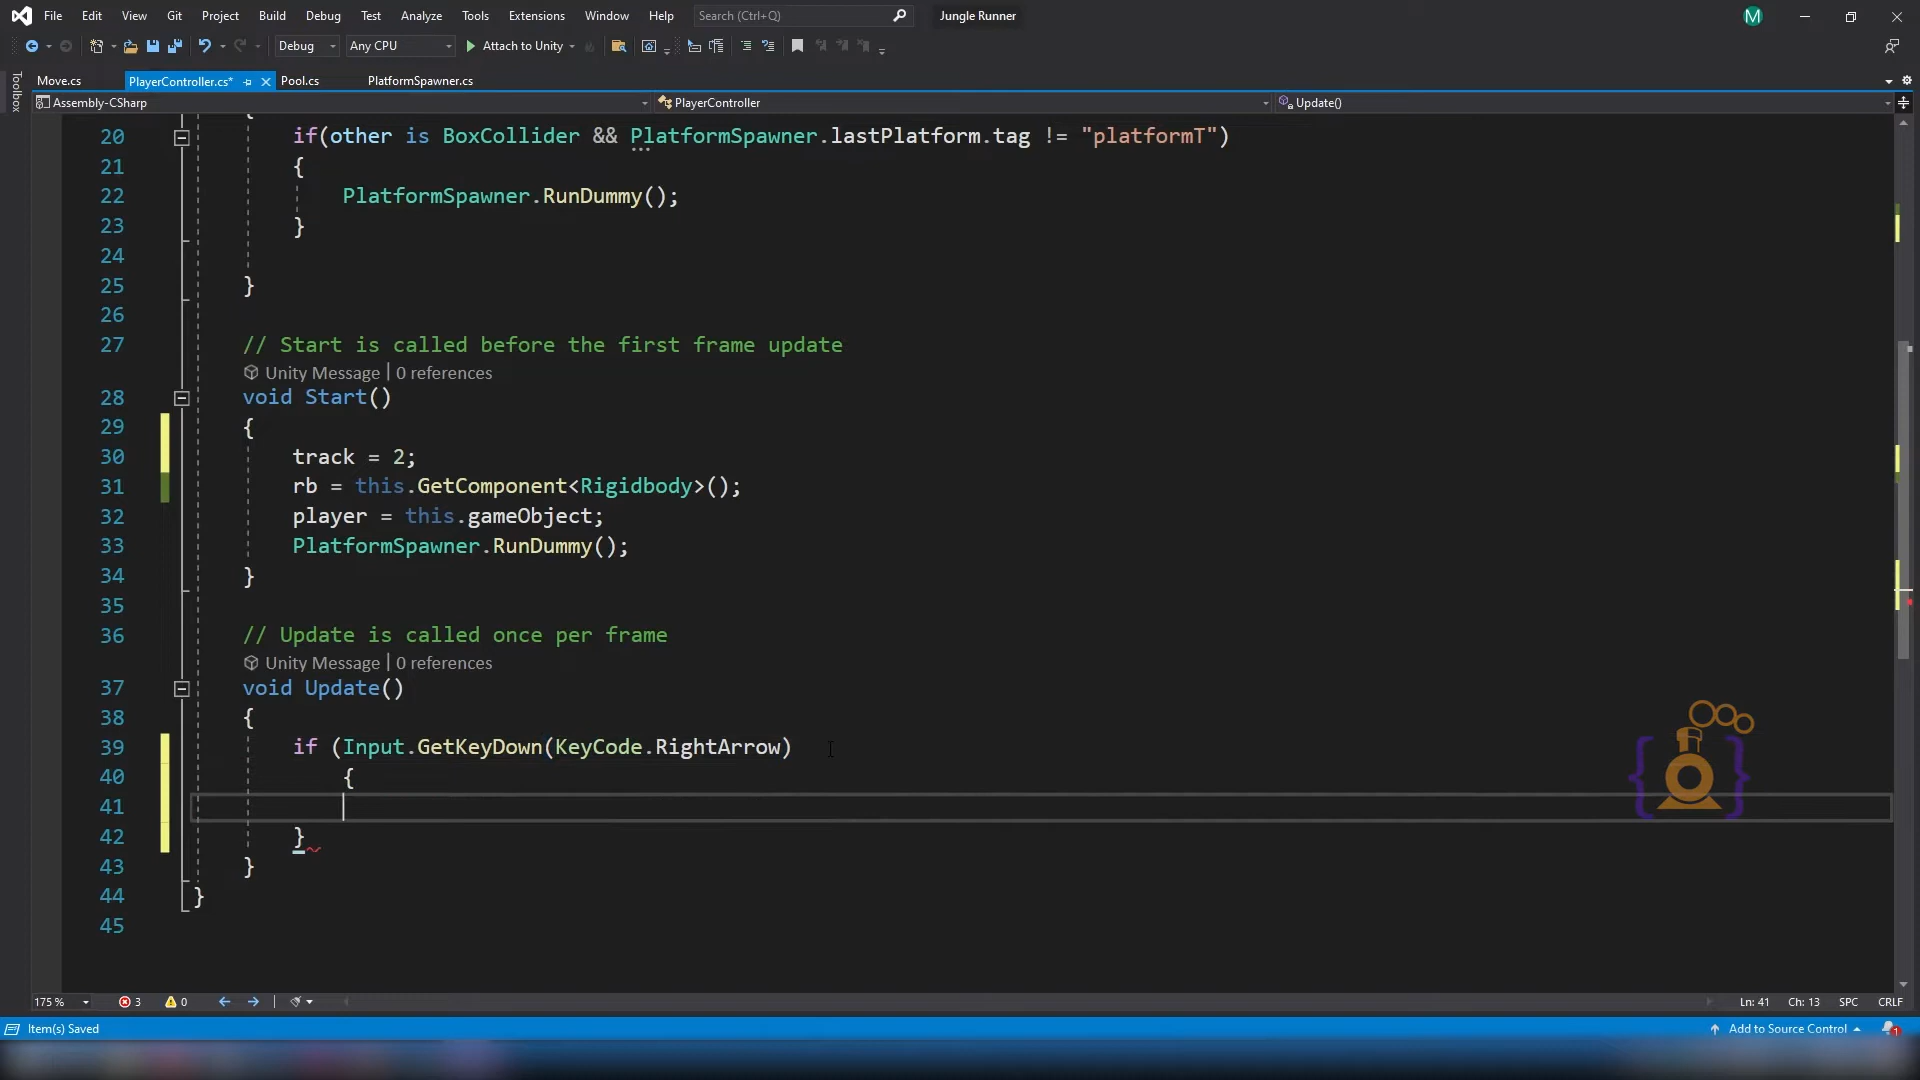 File Edit View Git Project Build Debug Test Analyze Tools Extensions Window Help Search (Ctrl+Q) Jungle Runner M
Debug Any CPU Attach to Unity
Toolbox
Move.cs PlayerController.cs* Pool.cs PlatformSpawner.cs
Assembly-CSharp PlayerController Update()
{
20 if(other is BoxCollider && PlatformSpawner.lastPlatform.tag != "platformT")
21 {
22 PlatformSpawner.RunDummy();
23 }
24
25 }
26
27 // Start is called before the first frame update
Unity Message | 0 references
28 void Start()
29 {
30 track = 2;
31 rb = this.GetComponent<Rigidbody>();
32 player = this.gameObject;
33 PlatformSpawner.RunDummy();
34 }
35
36 // Update is called once per frame
Unity Message | 0 references
37 void Update()
38 {
39 if (Input.GetKeyDown(KeyCode.RightArrow)
40 {
41
42 }
43 }
44 }
45
175 % 3 0 Ln: 41 Ch: 13 SPC CRLF
Item(s) Saved Add to Source Control 1